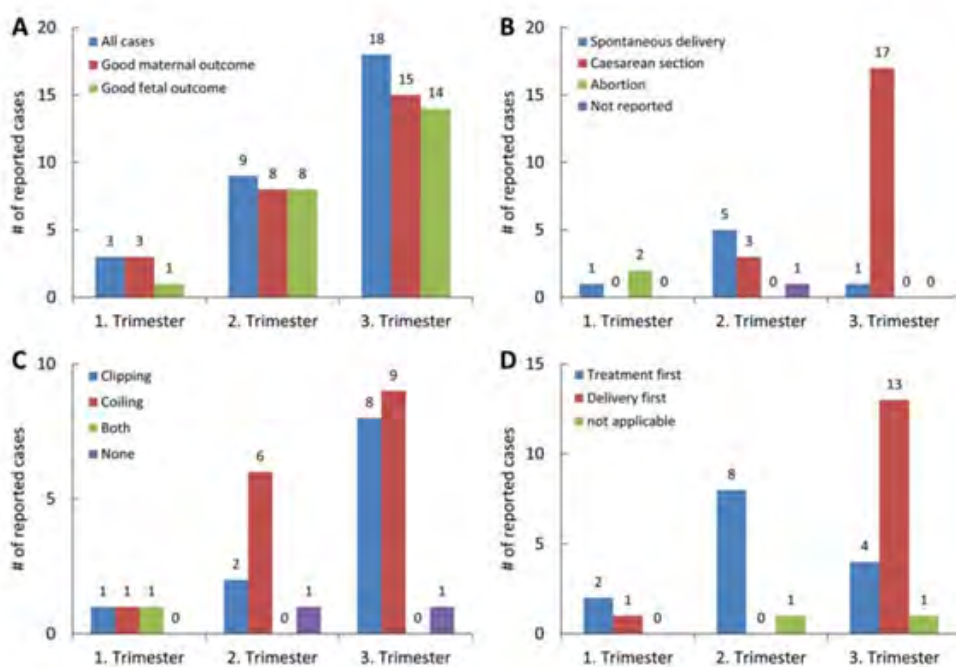 A
20
15
10
5
0
# of reported cases
All cases
Good maternal outcome
Good fetal outcome
3
3
1
9
8
8
18
15
14
1. Trimester
2. Trimester
3. Trimester
B
20
15
10
5
0
# of reported cases
Spontaneous delivery
Caesarean section
Abortion
Not reported
1
0
2
0
5
3
0
1
1
17
0
0
1. Trimester
2. Trimester
3. Trimester
C
10
5
0
# of reported cases
Clipping
Coiling
Both
None
1
1
1
0
2
6
0
1
8
9
0
1
1. Trimester
2. Trimester
3. Trimester
D
15
10
5
0
# of reported cases
Treatment first
Delivery first
not applicable
2
1
0
8
0
1
4
13
1
1. Trimester
2. Trimester
3. Trimester